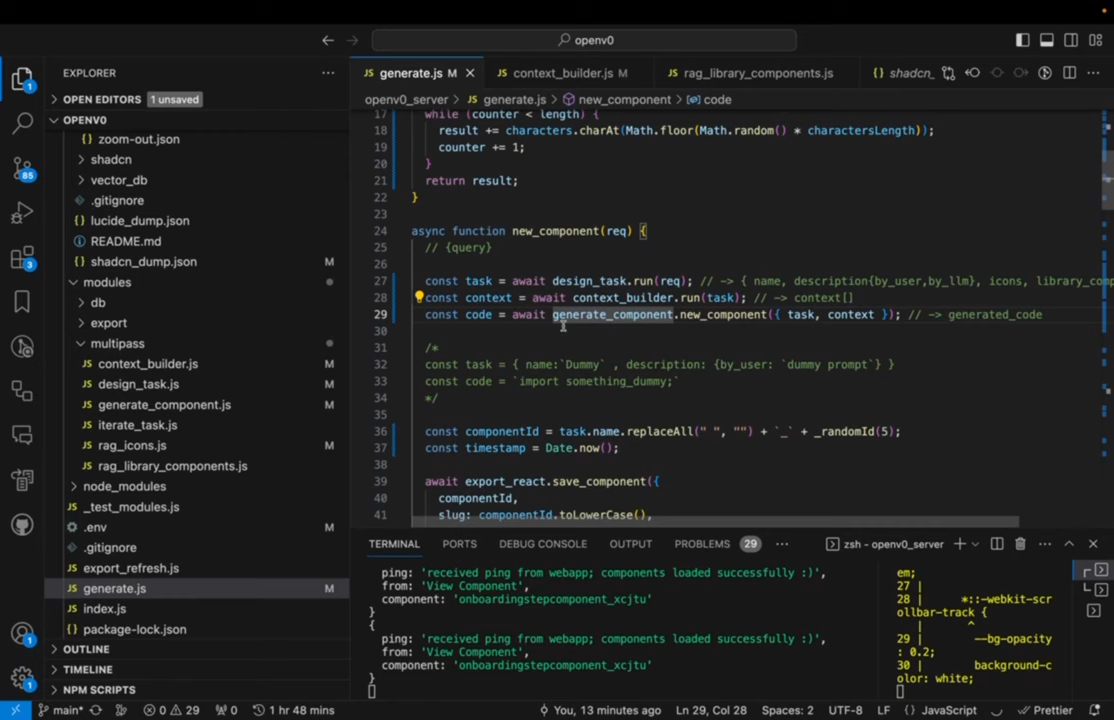 openv0
EXPLORER
generate.js M
context_builder.js M
rag_library_components.js
shadcn_
OPEN EDITORS 1 unsaved
OPENV0
zoom-out.json
shadcn
vector_db
.gitignore
lucide_dump.json
README.md
shadcn_dump.json M
modules
db
export
multipass
context_builder.js M
design_task.js M
generate_component.js M
iterate_task.js
rag_icons.js M
rag_library_components.js M
node_modules
_test_modules.js
.env
.gitignore
export_refresh.js
generate.js M
index.js
package-lock.json
OUTLINE
TIMELINE
NPM SCRIPTS
1
85
3
1
1
openv0_server > generate.js > new_component > code
17 while (counter < length) {
18 result += characters.charAt(Math.floor(Math.random() * charactersLength));
19 counter += 1;
20 }
21 return result;
22 }
23
24 async function new_component(req) {
25 // {query}
26
27 const task = await design_task.run(req); // -> { name, description{by_user,by_llm}, icons, library_comp
28 const context = await context_builder.run(task); // -> context[]
29 const code = await generate_component.new_component({ task, context }); // -> generated_code
30
31 /*
32 const task = { name:`Dummy` , description: {by_user: `dummy prompt`} }
33 const code = `import something_dummy;`
34 */
35
36 const componentId = task.name.replaceAll(" ", "") + `_` + _randomId(5);
37 const timestamp = Date.now();
38
39 await export_react.save_component({
40 componentId,
41 slug: componentId.toLowerCase(),
TERMINAL PORTS DEBUG CONSOLE OUTPUT PROBLEMS 29 zsh - openv0_server
ping: 'received ping from webapp; components loaded successfully :)',
from: 'View Component',
component: 'onboardingstepcomponent_xcjtu'
}
{
ping: 'received ping from webapp; components loaded successfully :)',
from: 'View Component',
component: 'onboardingstepcomponent_xcjtu'
}
em;
27 |
28 | *::-webkit-scr
ollbar-track {
| ^
29 | --bg-opacity
: 0.2;
30 | background-c
olor: white;
main* 0 29 0 1 hr 48 mins You, 13 minutes ago Ln 29, Col 28 Spaces: 2 UTF-8 LF JavaScript Prettier